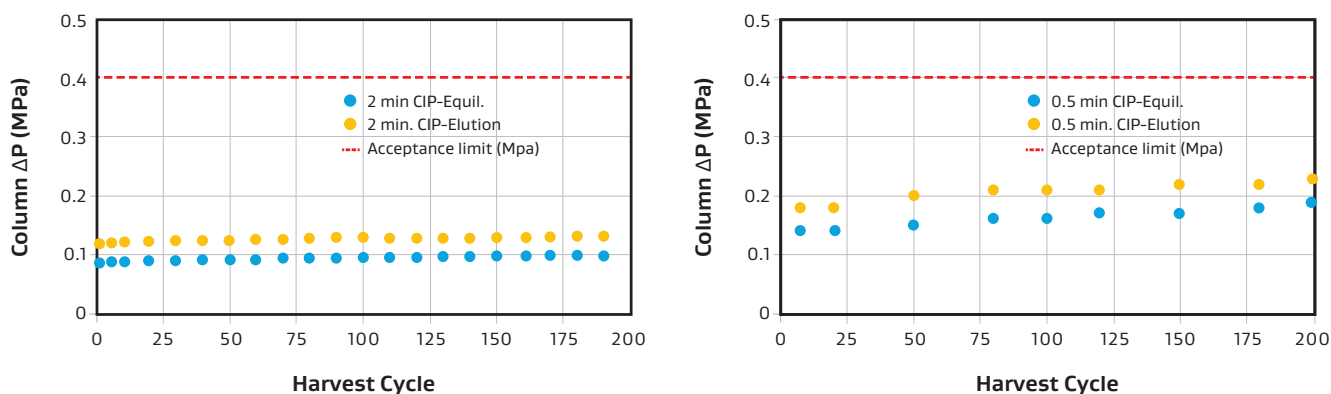 Column ΔP (MPa)
0.5
0.4
0.3
0.2
0.1
0
2 min CIP-Equil.
2 min. CIP-Elution
Acceptance limit (Mpa)
0 25 50 75 100 125 150 175 200
Harvest Cycle
Column ΔP (MPa)
0.5
0.4
0.3
0.2
0.1
0
0.5 min CIP-Equil.
0.5 min. CIP-Elution
Acceptance limit (Mpa)
0 25 50 75 100 125 150 175 200
Harvest Cycle